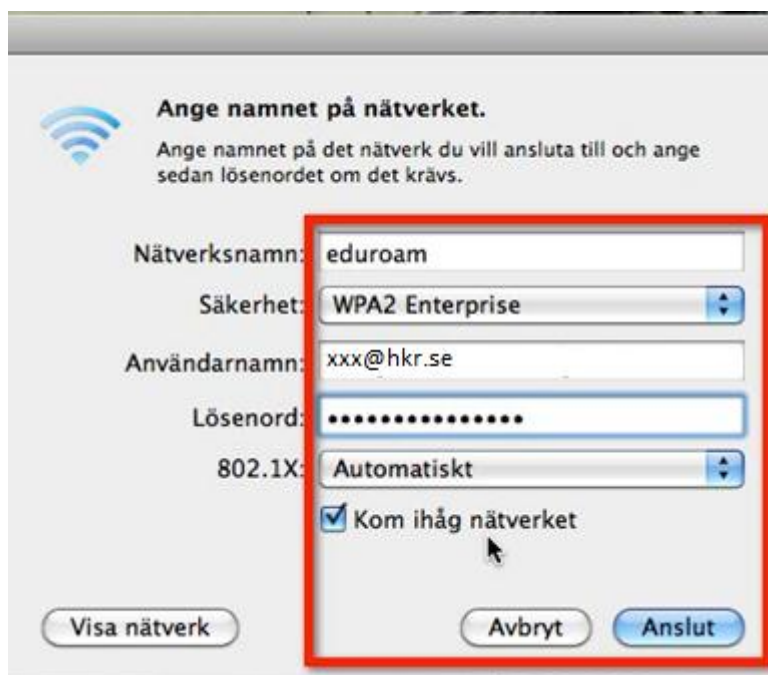 Ange namnet på nätverket.
Ange namnet på det nätverk du vill ansluta till och ange
sedan lösenordet om det krävs.
Nätverksnamn: eduroam
Säkerhet: WPA2 Enterprise
Användarnamn: xxx@hkr.se
Lösenord: •••••••••••••••
802.1X: Automatiskt
Kom ihåg nätverket
Visa nätverk Avbryt Anslut